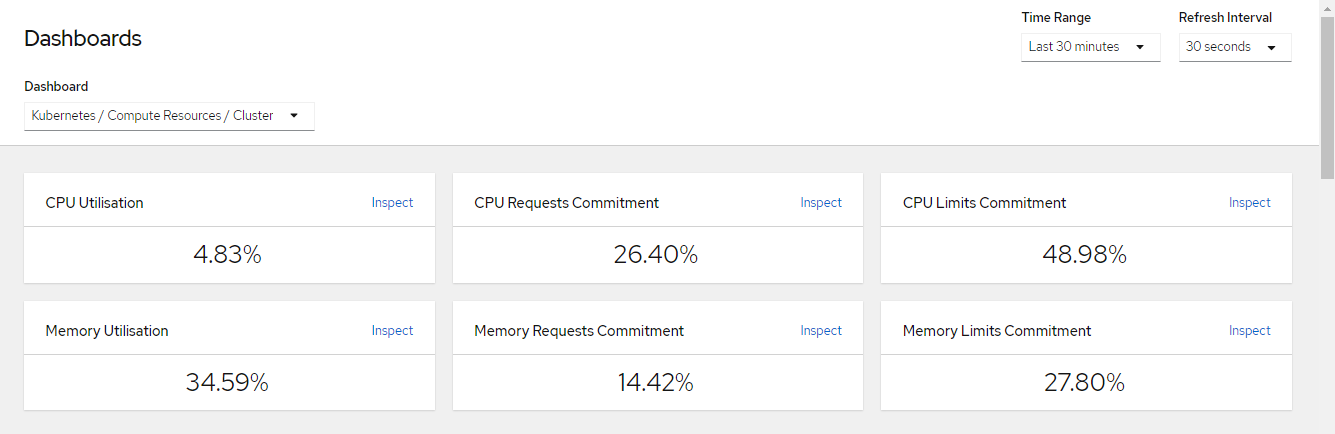 Dashboards
Time Range
Refresh Interval
Last 30 minutes
30 seconds
Dashboard
Kubernetes / Compute Resources / Cluster
CPU Utilisation Inspect
4.83%
CPU Requests Commitment Inspect
26.40%
CPU Limits Commitment Inspect
48.98%
Memory Utilisation Inspect
34.59%
Memory Requests Commitment Inspect
14.42%
Memory Limits Commitment Inspect
27.80%